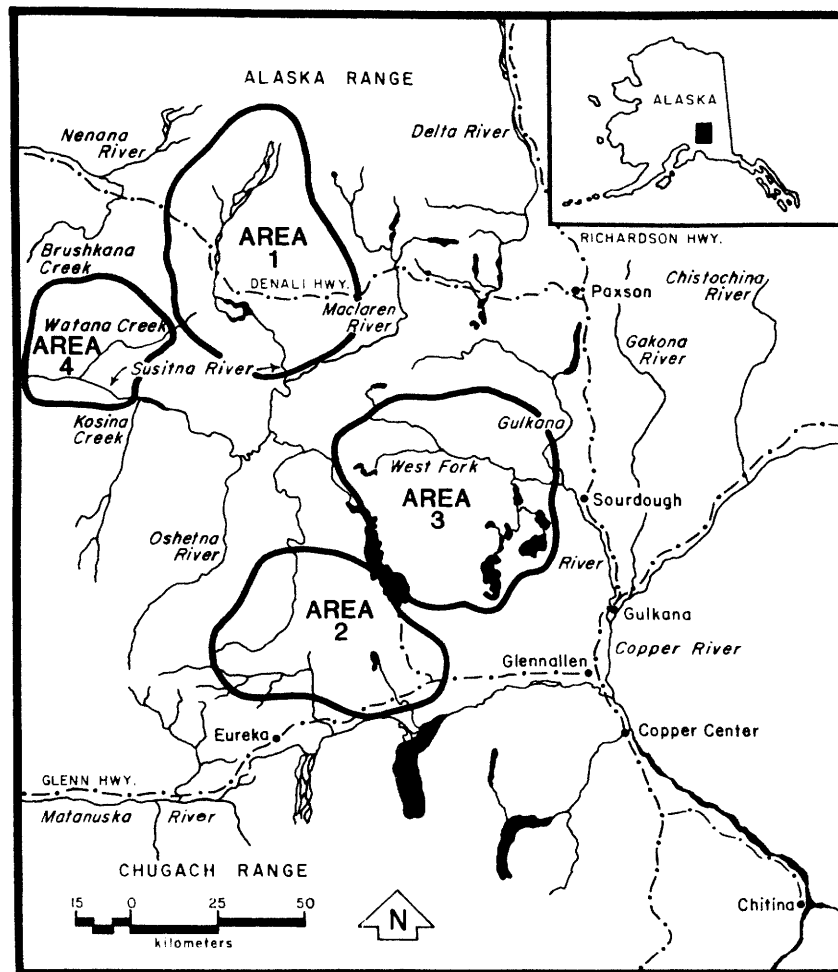 ALASKA RANGE
ALASKA
Nenana
River
Delta River
AREA
1
RICHARDSON HWY.
Brushkana
Creek
DENALI HWY.
Paxson
Chistochina
River
Maclaren
River
Watana Creek
AREA
4
Susitna River
Gakona
River
Kosina
Creek
Gulkana
West Fork
AREA
3
Sourdough
Oshetna
River
River
AREA
2
Gulkana
Copper River
Glennallen
Eureka
Copper Center
GLENN HWY.
Matanuska River
CHUGACH RANGE
15 0 25 50
kilometers
N
Chitina